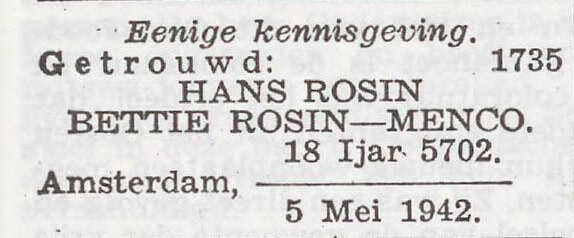 Eenige kennisgeving.
Getrouwd: 1735
HANS ROSIN
BETTIE ROSIN—MENCO.
18 Ijar 5702.
Amsterdam,
5 Mei 1942.